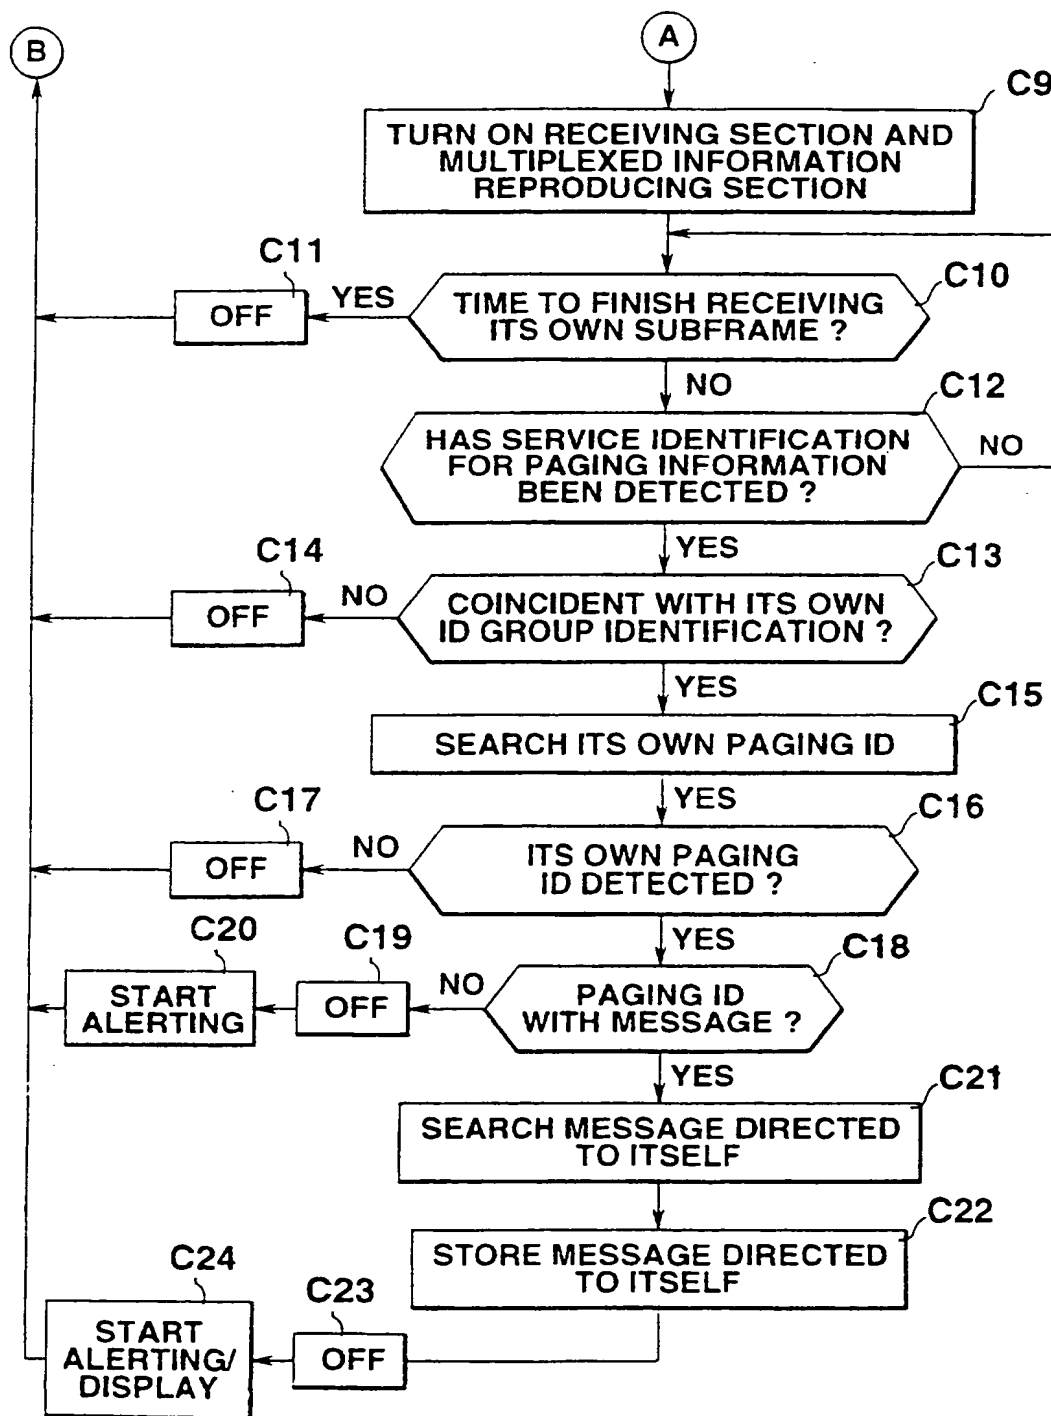 B
A
C9
TURN ON RECEIVING SECTION AND
MULTIPLEXED INFORMATION
REPRODUCING SECTION
C11
OFF
YES
C10
TIME TO FINISH RECEIVING
ITS OWN SUBFRAME ?
NO
C12
HAS SERVICE IDENTIFICATION
FOR PAGING INFORMATION
BEEN DETECTED ?
NO
YES
C14
OFF
NO
C13
COINCIDENT WITH ITS OWN
ID GROUP IDENTIFICATION ?
YES
C15
SEARCH ITS OWN PAGING ID
YES
C17
OFF
NO
C16
ITS OWN PAGING
ID DETECTED ?
YES
C20
START
ALERTING
C19
OFF
NO
C18
PAGING ID
WITH MESSAGE ?
YES
C21
SEARCH MESSAGE DIRECTED
TO ITSELF
C22
STORE MESSAGE DIRECTED
TO ITSELF
C24
START
ALERTING/
DISPLAY
C23
OFF